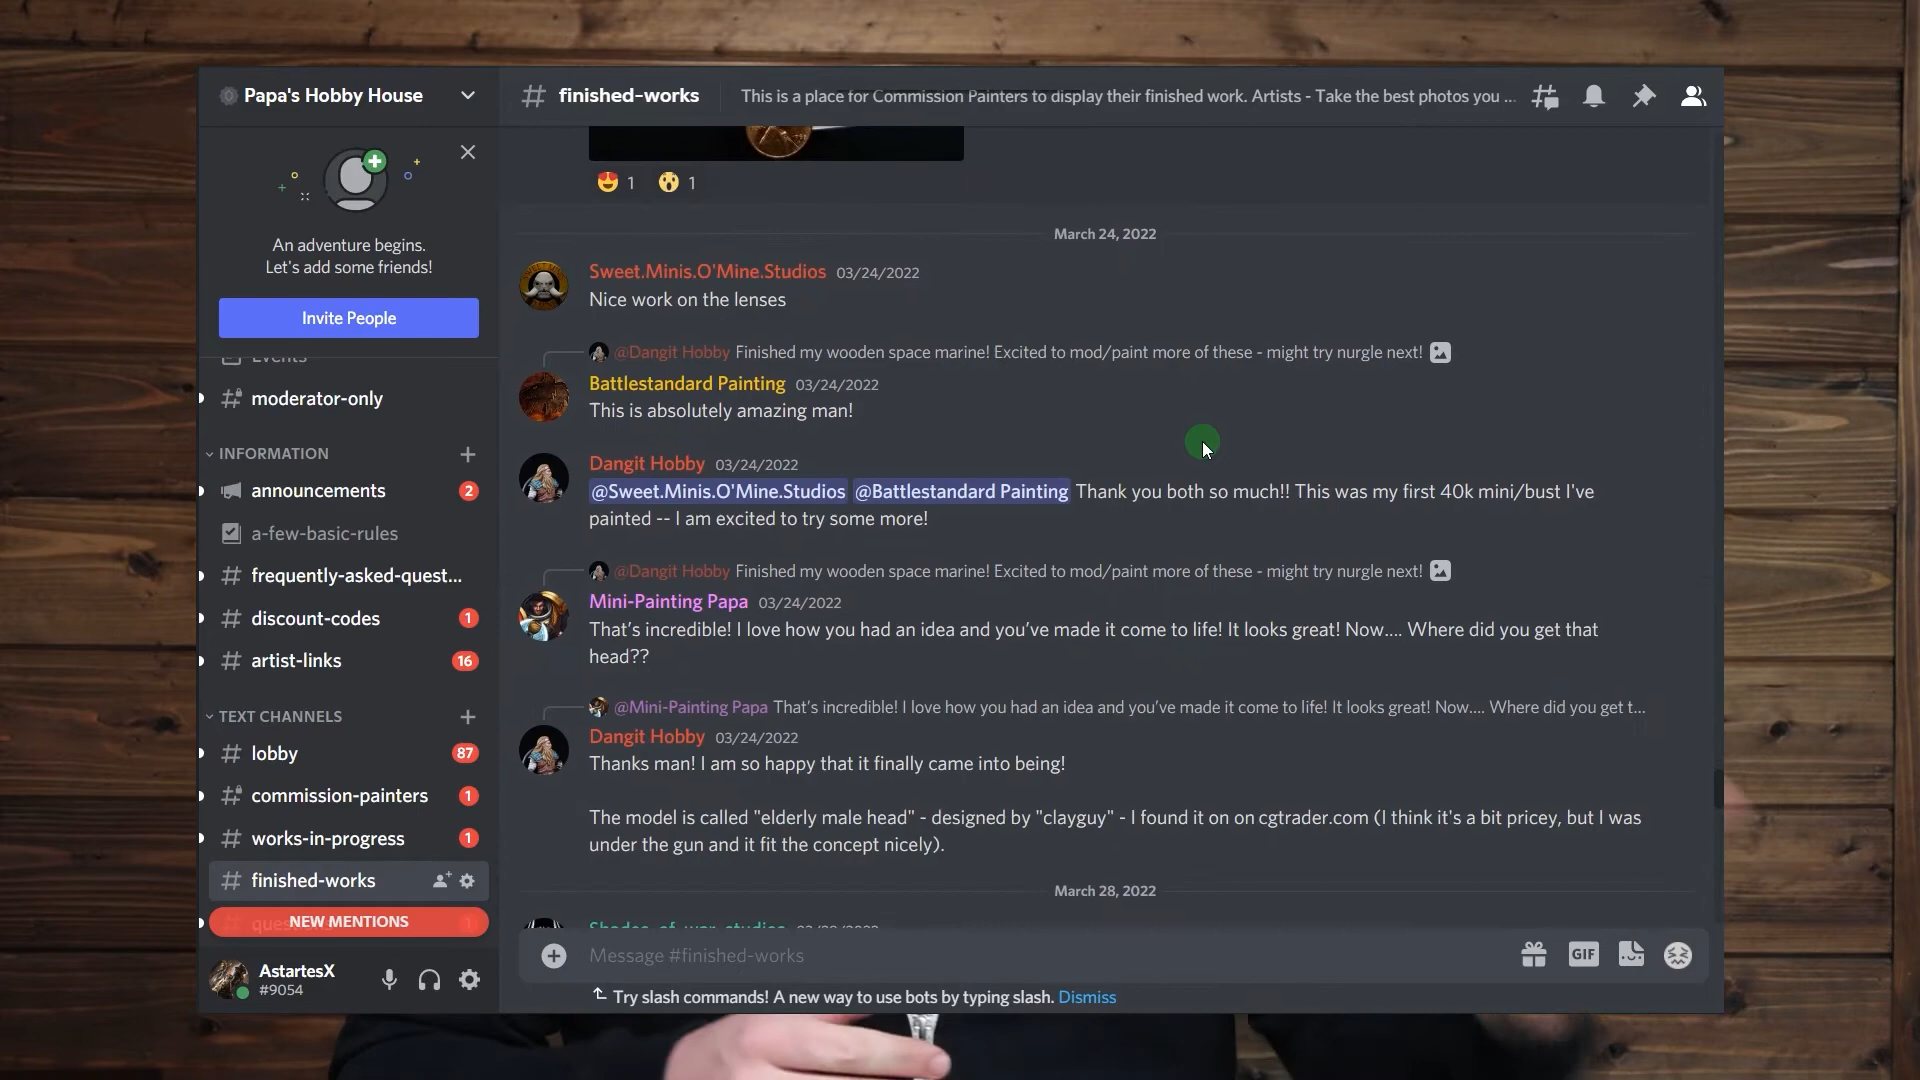 Papa's Hobby House
finished-works
This is a place for Commission Painters to display their finished work. Artists - Take the best photos you ...
An adventure begins.
Let's add some friends!
Invite People
Events
moderator-only
INFORMATION
announcements 2
a-few-basic-rules
frequently-asked-quest...
discount-codes 1
artist-links 16
TEXT CHANNELS
lobby 87
commission-painters 1
works-in-progress 1
finished-works
NEW MENTIONS
AstartesX
#9054
1 1
March 24, 2022
Sweet.Minis.O'Mine.Studios 03/24/2022
Nice work on the lenses
@Dangit Hobby Finished my wooden space marine! Excited to mod/paint more of these - might try nurgle next!
Battlestandard Painting 03/24/2022
This is absolutely amazing man!
Dangit Hobby 03/24/2022
@Sweet.Minis.O'Mine.Studios @Battlestandard Painting Thank you both so much!! This was my first 40k mini/bust I've
painted -- I am excited to try some more!
@Dangit Hobby Finished my wooden space marine! Excited to mod/paint more of these - might try nurgle next!
Mini-Painting Papa 03/24/2022
That's incredible! I love how you had an idea and you've made it come to life! It looks great! Now.... Where did you get that
head??
@Mini-Painting Papa That's incredible! I love how you had an idea and you've made it come to life! It looks great! Now.... Where did you get t...
Dangit Hobby 03/24/2022
Thanks man! I am so happy that it finally came into being!
The model is called "elderly male head" - designed by "clayguy" - I found it on on cgtrader.com (I think it's a bit pricey, but I was
under the gun and it fit the concept nicely).
March 28, 2022
Message #finished-works
GIF
Try slash commands! A new way to use bots by typing slash. Dismiss